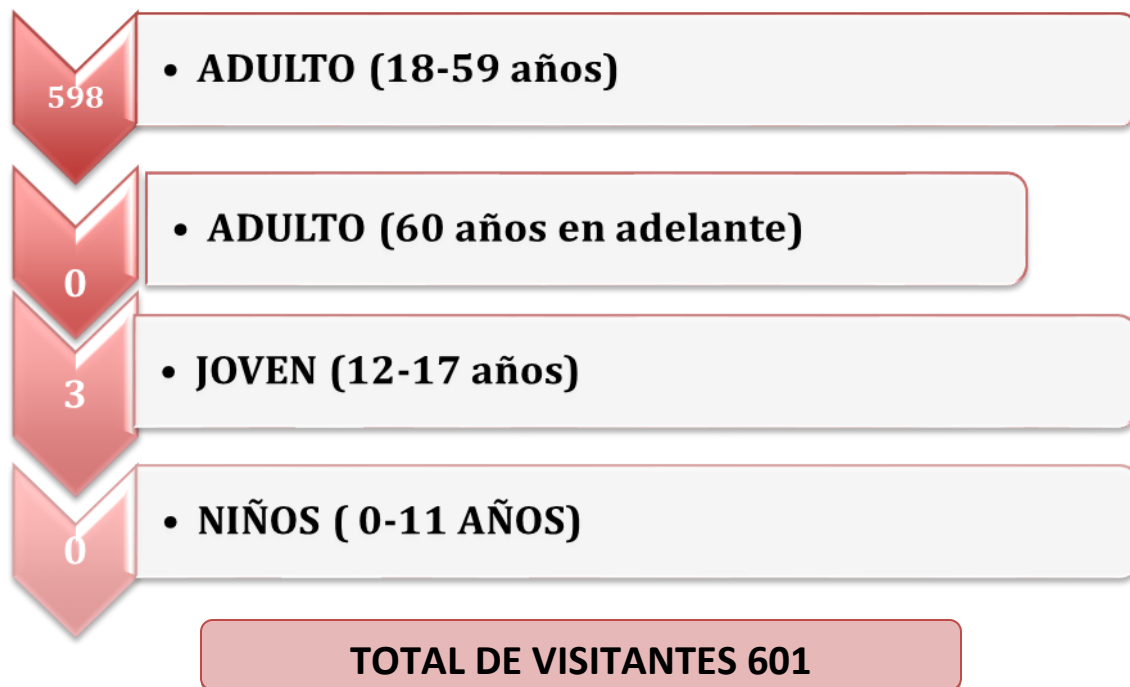 598
• ADULTO (18-59 años)
0
• ADULTO (60 años en adelante)
3
• JOVEN (12-17 años)
0
• NIÑOS ( 0-11 AÑOS)
TOTAL DE VISITANTES 601